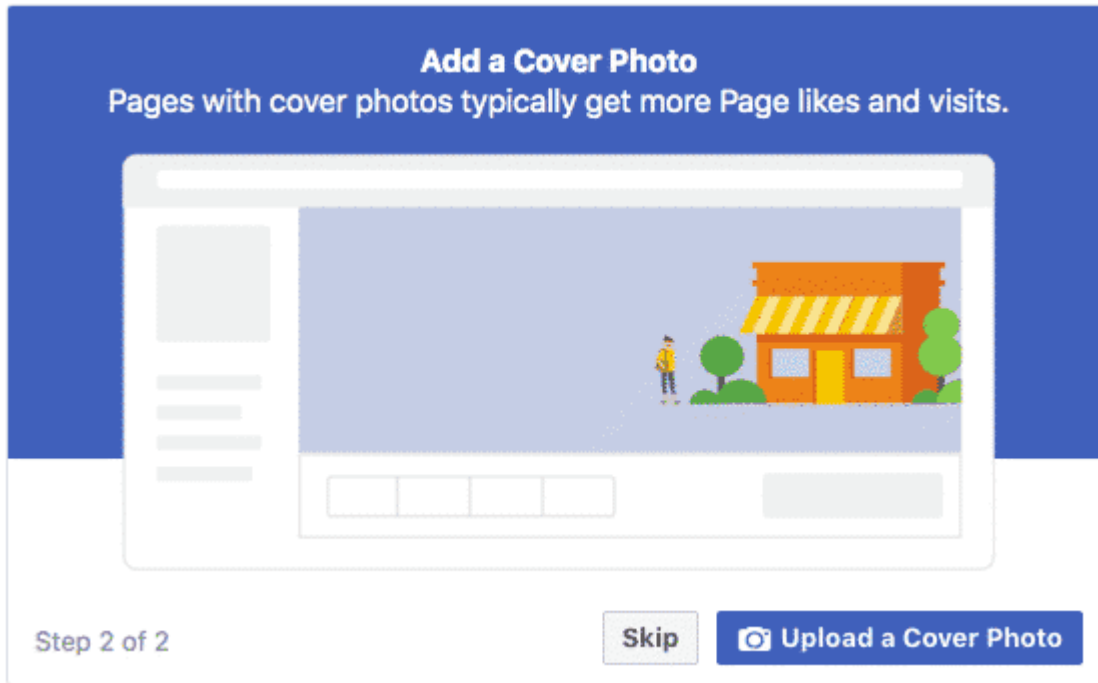 Add a Cover Photo
Pages with cover photos typically get more Page likes and visits.
Step 2 of 2
Skip
Upload a Cover Photo